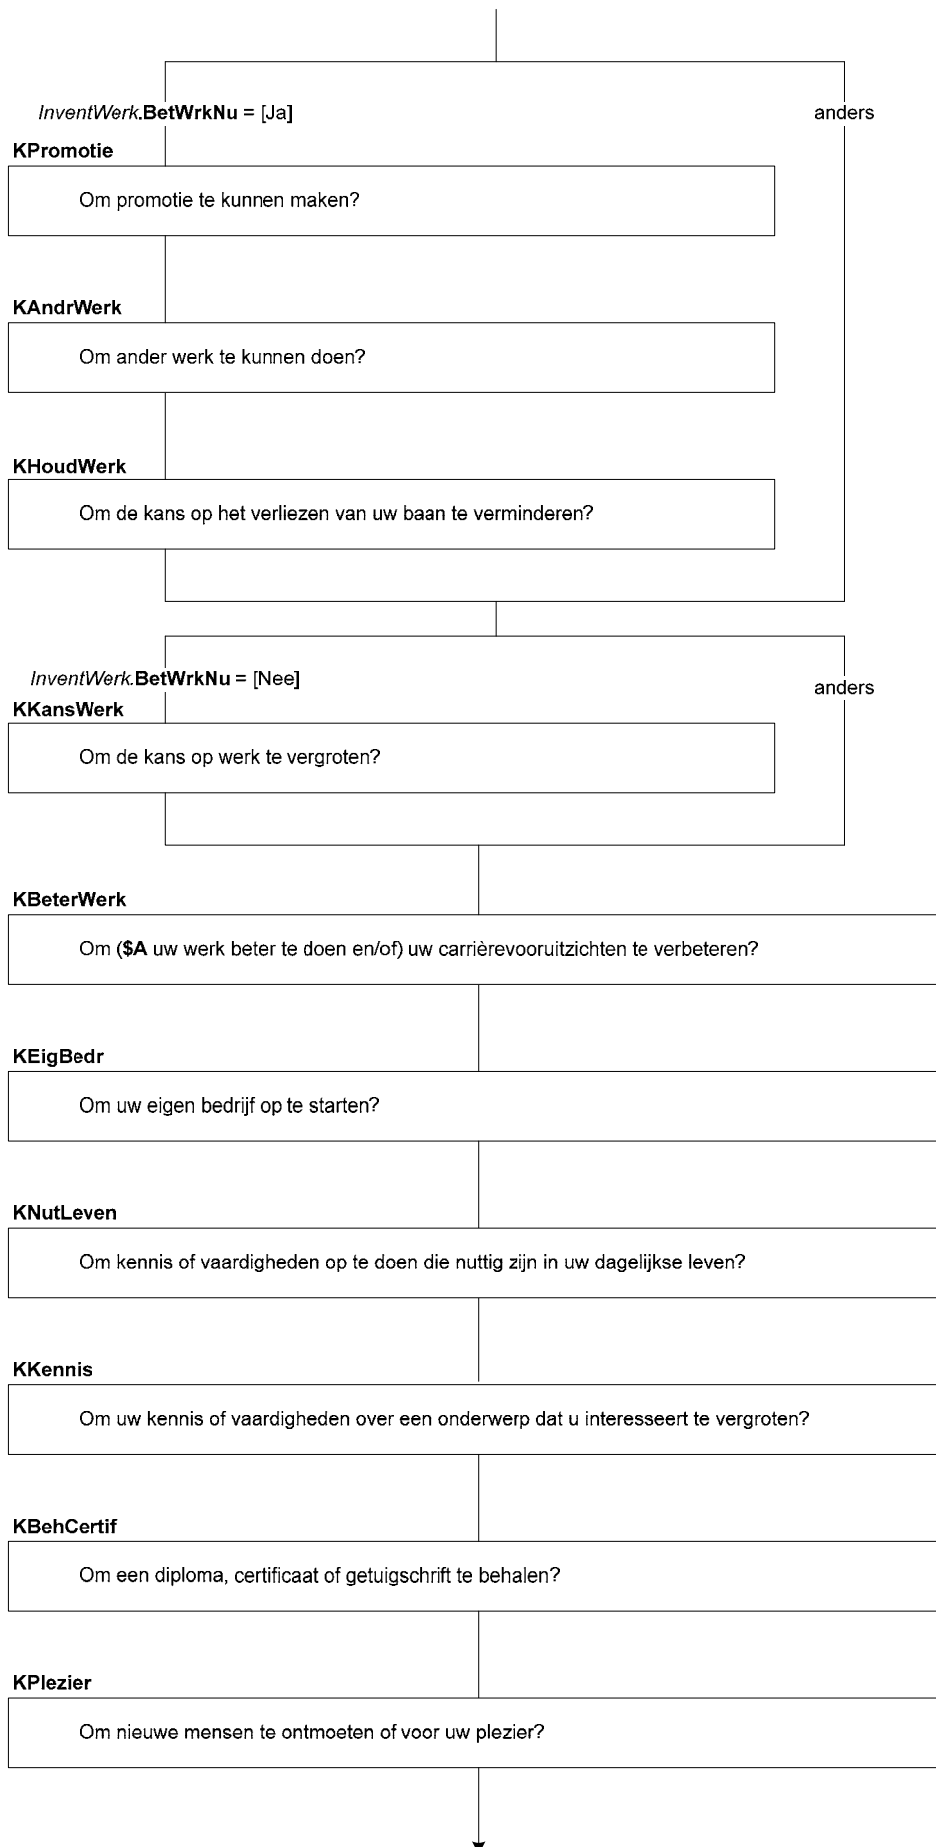 InventWerk.BetWrkNu = [Ja]
anders
KPromotie
Om promotie te kunnen maken?
KAndrWerk
Om ander werk te kunnen doen?
KHoudWerk
Om de kans op het verliezen van uw baan te verminderen?
InventWerk.BetWrkNu = [Nee]
anders
KKansWerk
Om de kans op werk te vergroten?
KBeterWerk
Om ($A uw werk beter te doen en/of) uw carrièrevooruitzichten te verbeteren?
KEigBedr
Om uw eigen bedrijf op te starten?
KNutLeven
Om kennis of vaardigheden op te doen die nuttig zijn in uw dagelijkse leven?
KKennis
Om uw kennis of vaardigheden over een onderwerp dat u interesseert te vergroten?
KBehCertif
Om een diploma, certificaat of getuigschrift te behalen?
KPlezier
Om nieuwe mensen te ontmoeten of voor uw plezier?